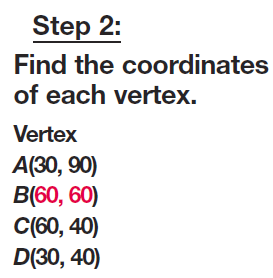 Step 2:
Find the coordinates
of each vertex.
Vertex
A(30, 90)
B(60, 60)
C(60, 40)
D(30, 40)